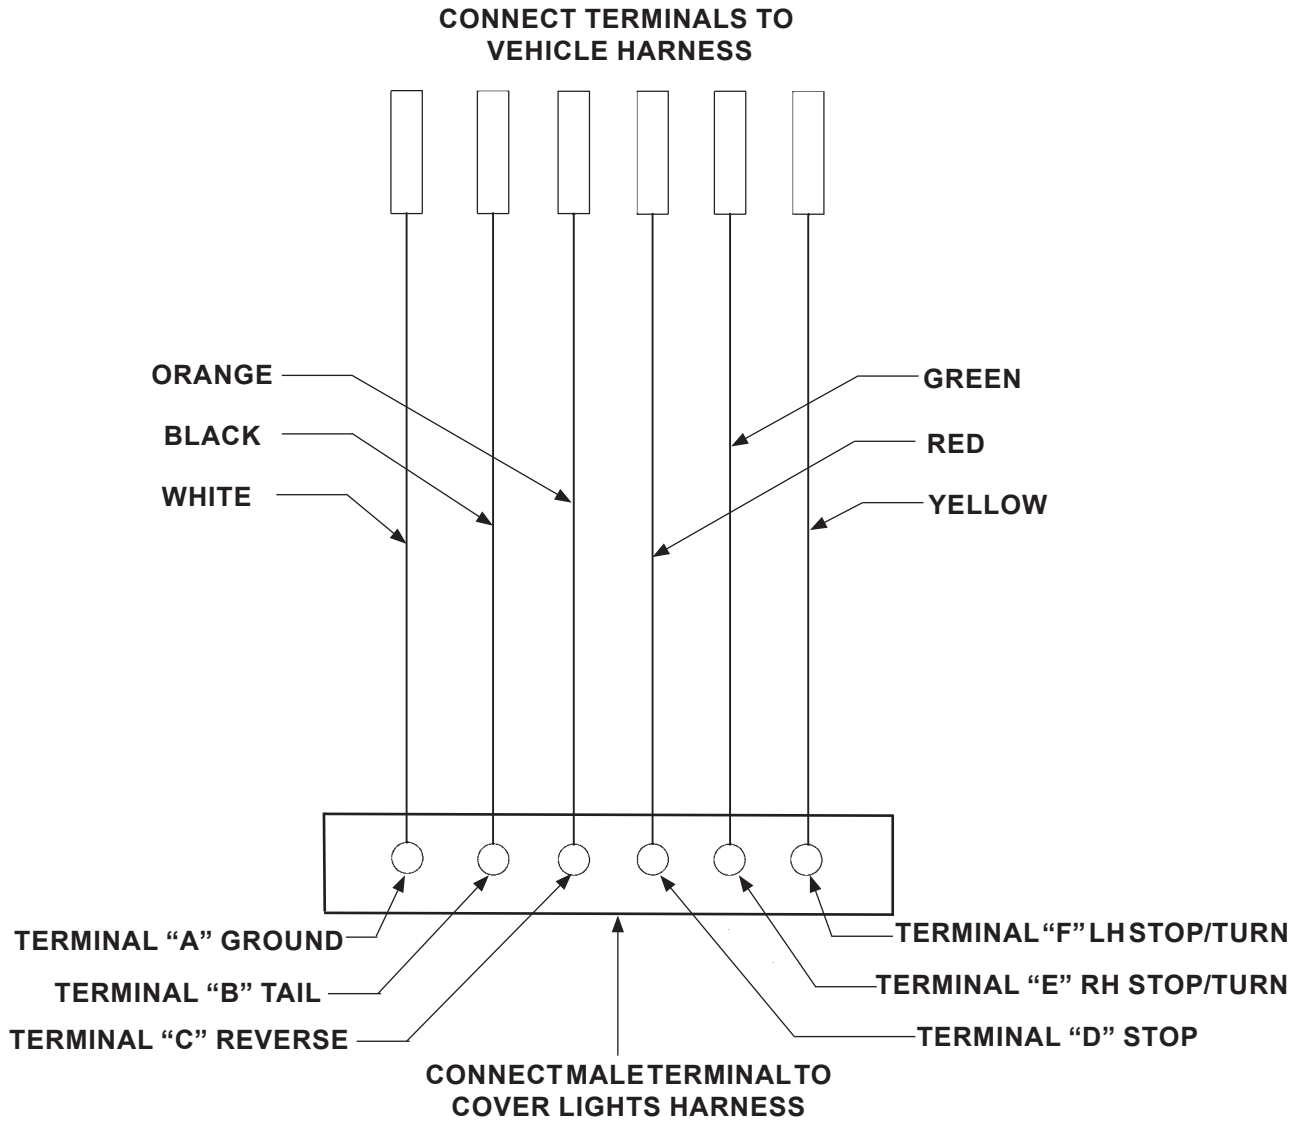 CONNECT TERMINALS TO
VEHICLE HARNESS
ORANGE
BLACK
WHITE
GREEN
RED
YELLOW
TERMINAL “A” GROUND
TERMINAL “B” TAIL
TERMINAL “C” REVERSE
TERMINAL “F” LH STOP/TURN
TERMINAL “E” RH STOP/TURN
TERMINAL “D” STOP
CONNECT MALE TERMINAL TO
COVER LIGHTS HARNESS